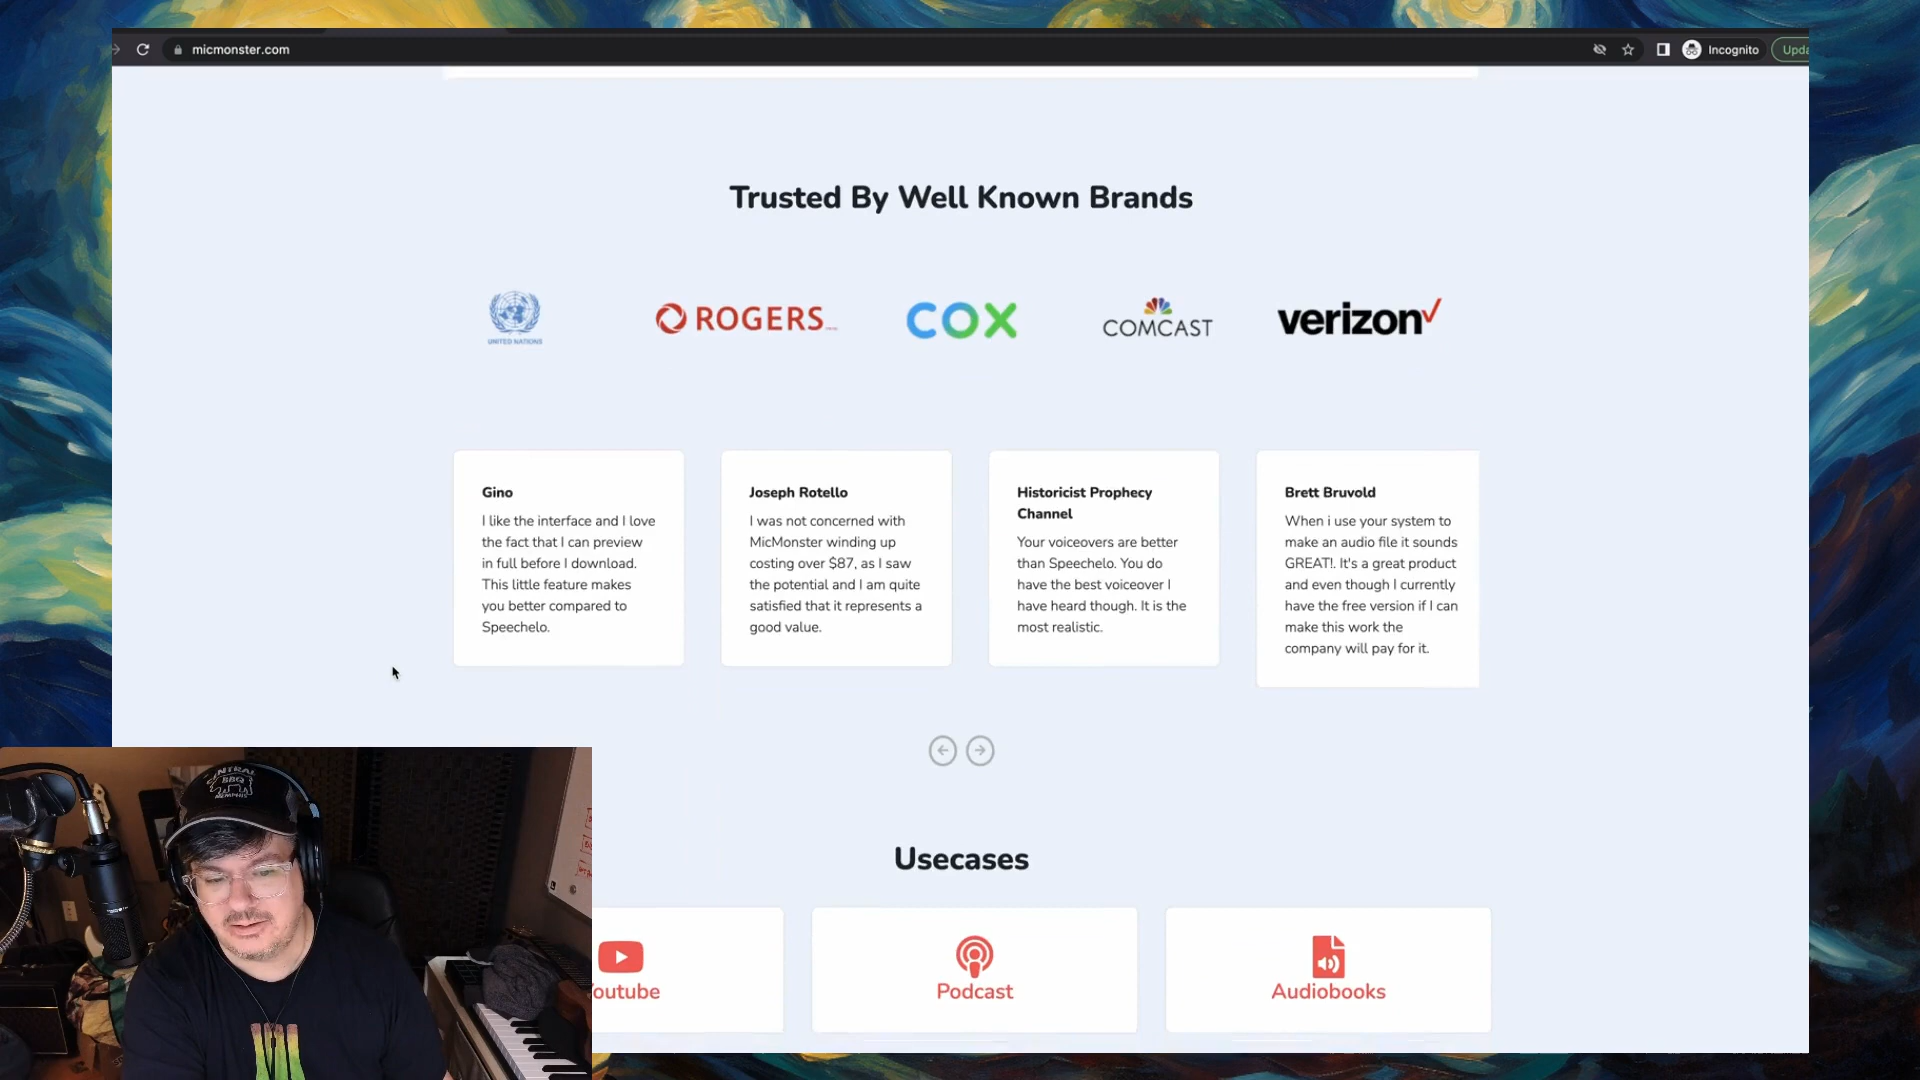 micmonster.com
Incognito
Upda
Trusted By Well Known Brands
UNITED NATIONS
ROGERS
COX
COMCAST
verizon
Gino
I like the interface and I love
the fact that I can preview
in full before I download.
This little feature makes
you better compared to
Speechelo.
Joseph Rotello
I was not concerned with
MicMonster winding up
costing over $87, as I saw
the potential and I am quite
satisfied that it represents a
good value.
Historicist Prophecy
Channel
Your voiceovers are better
than Speechelo. You do
have the best voiceover I
have heard though. It is the
most realistic.
Brett Bruvold
When i use your system to
make an audio file it sounds
GREAT!. It's a great product
and even though I currently
have the free version if I can
make this work the
company will pay for it.
Usecases
outube
Podcast
Audiobooks
CENTRAL
BBQ
MEMPHIS